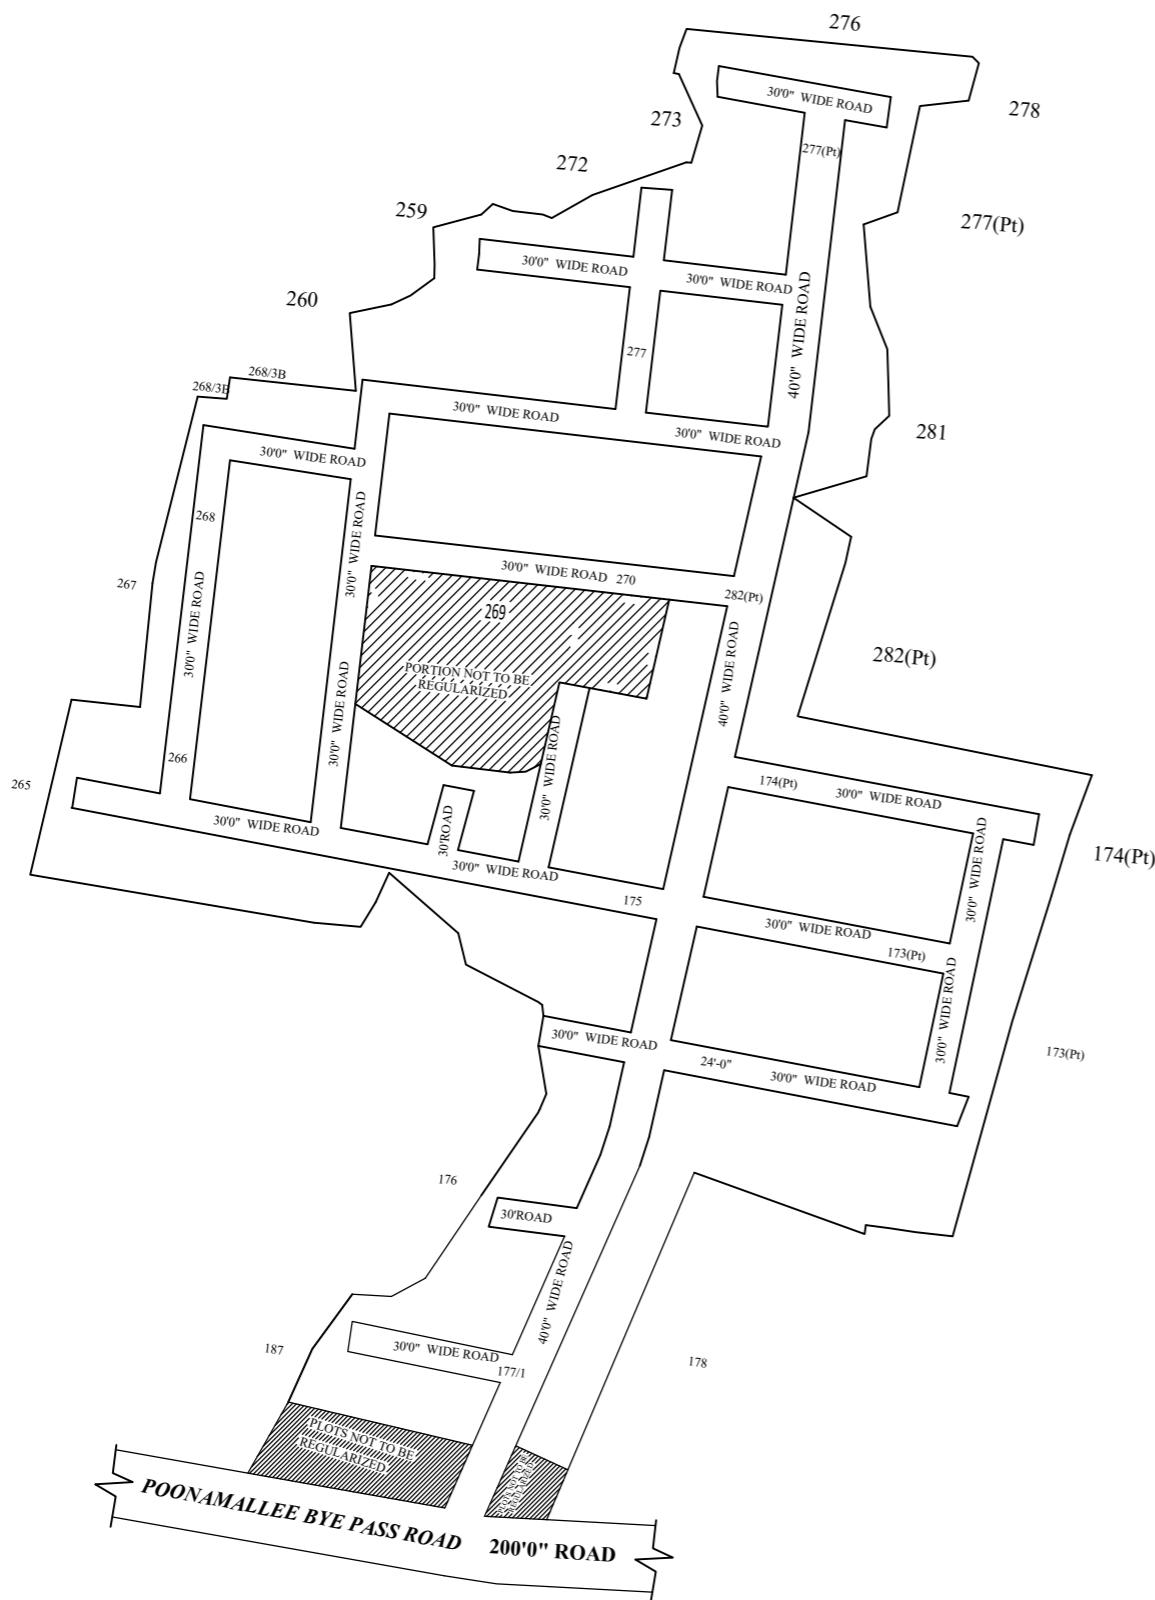 276
30'0" WIDE ROAD
278
273
277(Pt)
272
259
277(Pt)
30'0" WIDE ROAD
30'0" WIDE ROAD
260
40'0" WIDE ROAD
277
268/3B
268/3B
30'0" WIDE ROAD
30'0" WIDE ROAD
281
30'0" WIDE ROAD
268
30'0" WIDE ROAD
30'0" WIDE ROAD 270
267
282(Pt)
269
30'0" WIDE ROAD
282(Pt)
PORTION NOT TO BE
REGULARIZED
40'0" WIDE ROAD
30'0" WIDE ROAD
30'0" WIDE ROAD
266
265
174(Pt)
30'0" WIDE ROAD
30'0" WIDE ROAD
30'ROAD
30'0" WIDE ROAD
174(Pt)
30'0" WIDE ROAD
30'0" WIDE ROAD
175
30'0" WIDE ROAD
173(Pt)
30'0" WIDE ROAD
30'0" WIDE ROAD
173(Pt)
24'-0"
30'0" WIDE ROAD
176
30'ROAD
40'0" WIDE ROAD
187
30'0" WIDE ROAD
177/1
178
PLOTS NOT TO BE
REGULARIZED
POONAMALLEE BYE PASS ROAD
200'0" ROAD